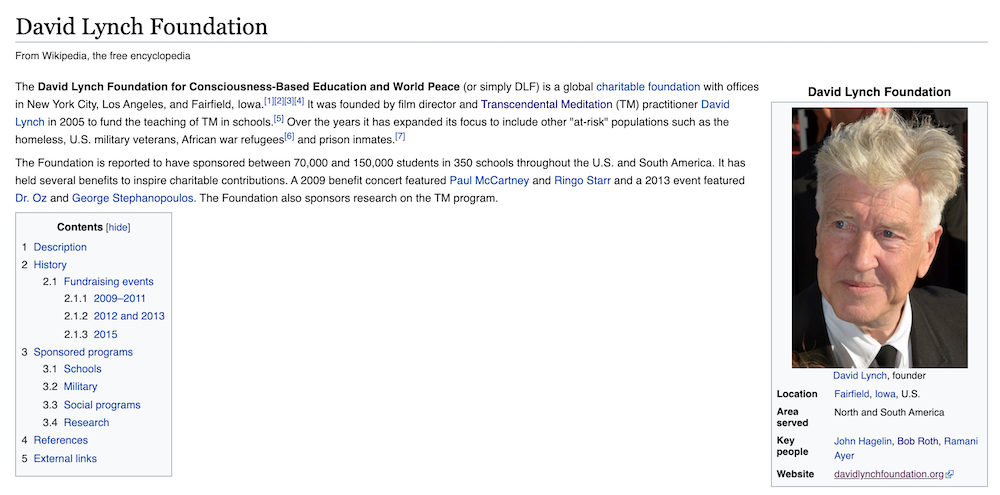 David Lynch Foundation
From Wikipedia, the free encyclopedia
The David Lynch Foundation for Consciousness-Based Education and World Peace (or simply DLF) is a global charitable foundation with offices
in New York City, Los Angeles, and Fairfield, Iowa.[1][2][3][4] It was founded by film director and Transcendental Meditation (TM) practitioner David
Lynch in 2005 to fund the teaching of TM in schools.[5] Over the years it has expanded its focus to include other "at-risk" populations such as the
homeless, U.S. military veterans, African war refugees[6] and prison inmates.[7]
The Foundation is reported to have sponsored between 70,000 and 150,000 students in 350 schools throughout the U.S. and South America. It has
held several benefits to inspire charitable contributions. A 2009 benefit concert featured Paul McCartney and Ringo Starr and a 2013 event featured
Dr. Oz and George Stephanopoulos. The Foundation also sponsors research on the TM program.
Contents [hide]
1 Description
2 History
2.1 Fundraising events
2.1.1 2009–2011
2.1.2 2012 and 2013
2.1.3 2015
3 Sponsored programs
3.1 Schools
3.2 Military
3.3 Social programs
3.4 Research
4 References
5 External links
David Lynch Foundation
David Lynch, founder
Location Fairfield, Iowa, U.S.
Area North and South America
served
Key John Hagelin, Bob Roth, Ramani
people Ayer
Website davidlynchfoundation.org